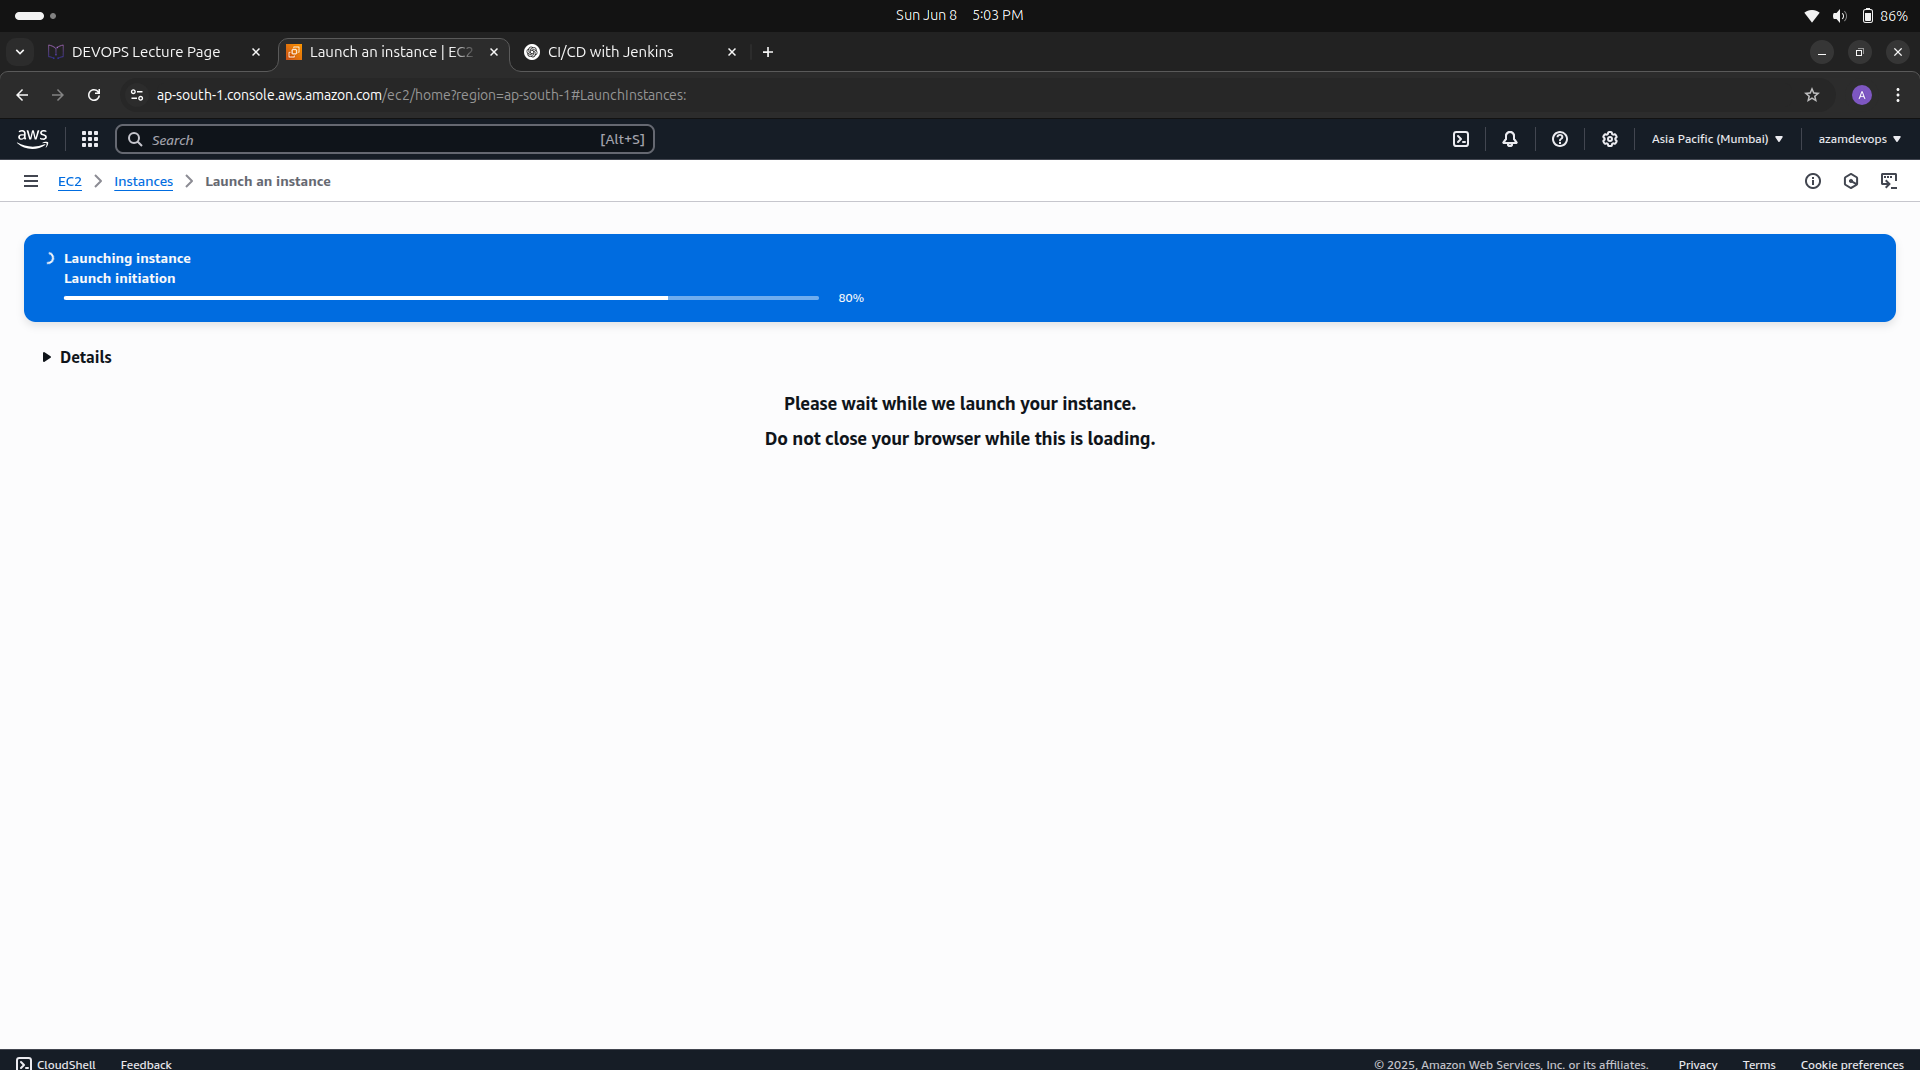 Sun Jun 8 5:03 PM
86%
DEVOPS Lecture Page
Launch an instance | EC2
CI/CD with Jenkins
ap-south-1.console.aws.amazon.com/ec2/home?region=ap-south-1#LaunchInstances:
A
aws
Search
[Alt+S]
Asia Pacific (Mumbai)
azamdevops
EC2
Instances
Launch an instance
Launching instance
Launch initiation
80%
Details
Please wait while we launch your instance.
Do not close your browser while this is loading.
CloudShell
Feedback
© 2025, Amazon Web Services, Inc. or its affiliates.
Privacy
Terms
Cookie preferences